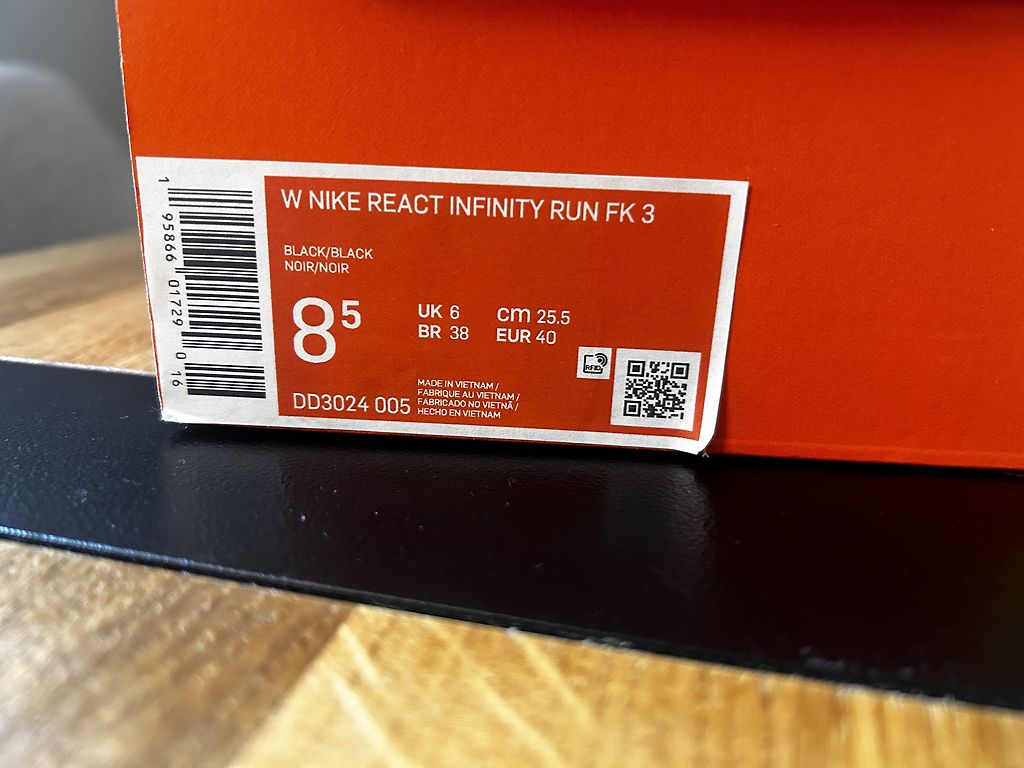 W NIKE REACT INFINITY RUN FK 3
BLACK/BLACK
NOIR/NOIR
8 5
UK 6 cm 25.5
BR 38 EUR 40
RFID
DD3024 005
MADE IN VIETNAM /
FABRIQUE AU VIETNAM /
FABRICADO NO VIETNÃ /
HECHO EN VIETNAM
1 95866 01729 0 16